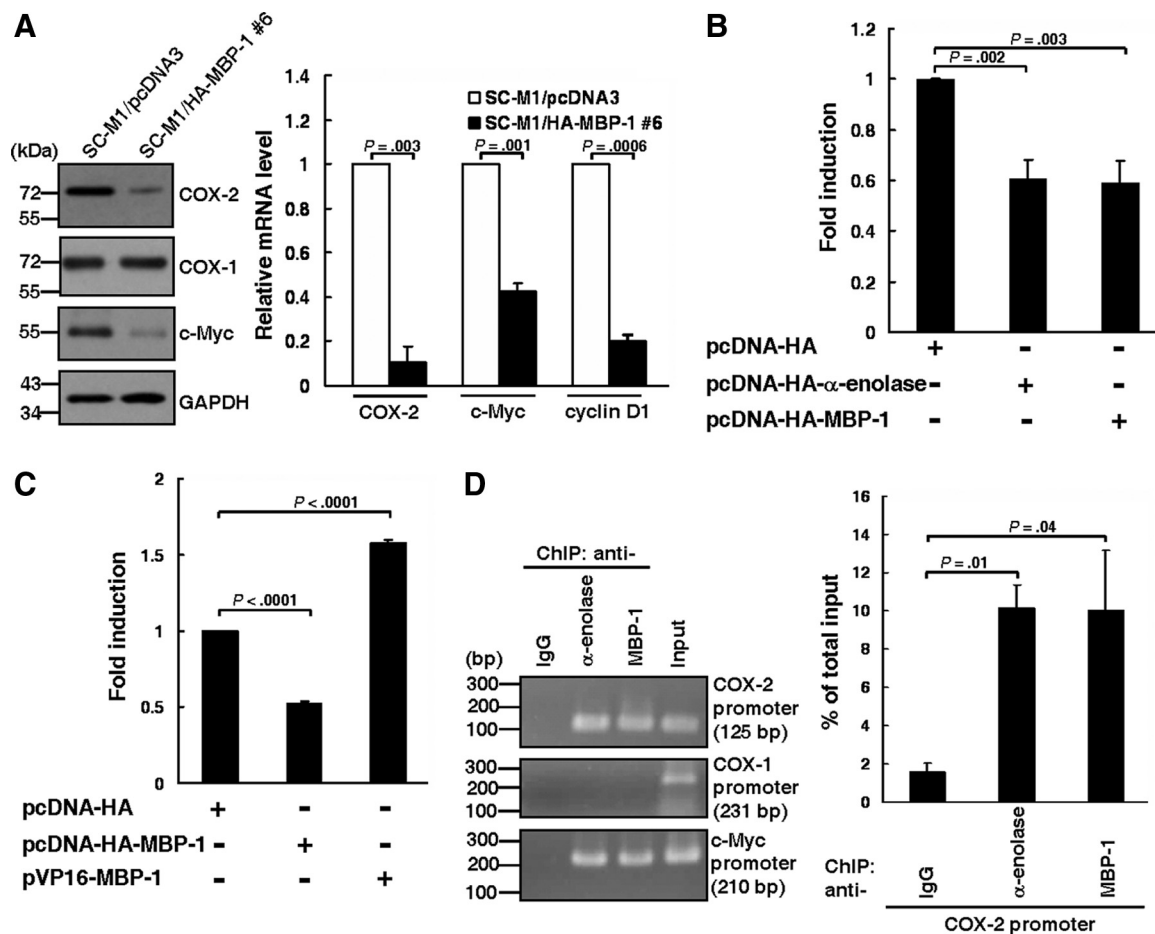 A
SC-M1/pcDNA3
SC-M1/HA-MBP-1 #6
(kDa)
72
55
COX-2
72
55
COX-1
55
c-Myc
43
34
GAPDH
Relative mRNA level
1.4
1.2
1
0.8
0.6
0.4
0.2
0
SC-M1/pcDNA3
SC-M1/HA-MBP-1 #6
P = .003
P = .001
P = .0006
COX-2
c-Myc
cyclin D1
B
Fold induction
1.2
1
0.8
0.6
0.4
0.2
0
P = .003
P = .002
pcDNA-HA + - -
pcDNA-HA-α-enolase - + -
pcDNA-HA-MBP-1 - - +
C
Fold induction
2
1.5
1
0.5
0
P < .0001
P < .0001
pcDNA-HA + - -
pcDNA-HA-MBP-1 - + -
pVP16-MBP-1 - - +
D
ChIP: anti-
(bp)
IgG
α-enolase
MBP-1
Input
300
200
100
COX-2
promoter
(125 bp)
300
200
100
COX-1
promoter
(231 bp)
300
200
100
c-Myc
promoter
(210 bp)
% of total input
16
14
12
10
8
6
4
2
0
P = .04
P = .01
ChIP:
anti-
IgG
α-enolase
MBP-1
COX-2 promoter